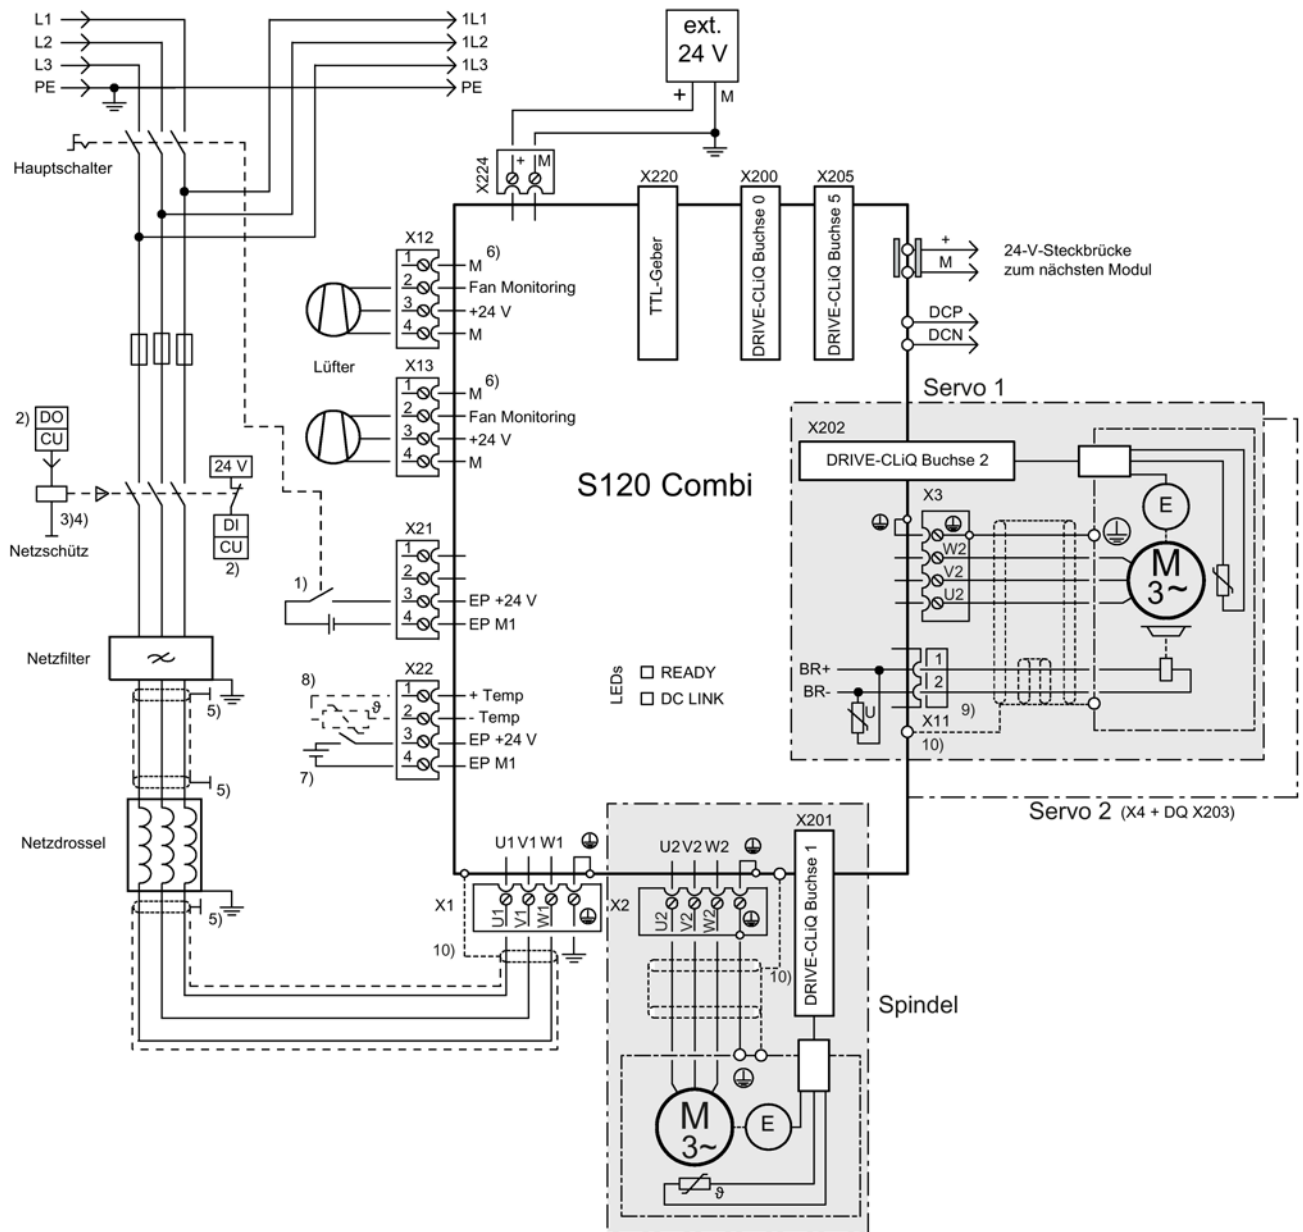 L1
1L1
L2
1L2
L3
1L3
PE
PE
ext.
24 V
+
M
Hauptschalter
X224
+
M
X220
TTL-Geber
X200
DRIVE-CLiQ Buchse 0
X205
DRIVE-CLiQ Buchse 5
+
M
24-V-Steckbrücke
zum nächsten Modul
DCP
DCN
X12
1
M 6)
2
Fan Monitoring
3
+24 V
4
M
Lüfter
X13
1
M 6)
2
Fan Monitoring
3
+24 V
4
M
S120 Combi
2)
DO
CU
24 V
DI
CU
2)
3)4)
Netzschütz
X21
1
2
3
EP +24 V
4
EP M1
1)
Netzfilter
5)
5)
X22
8)
1
+ Temp
ϑ
2
- Temp
3
EP +24 V
4
EP M1
7)
LEDs
READY
DC LINK
Servo 1
X202
DRIVE-CLiQ Buchse 2
X3
W2
V2
U2
E
M
3~
BR+
BR-
U
1
2
X11
9)
10)
Servo 2 (X4 + DQ X203)
Netzdrossel
5)
U1 V1 W1
X1
U1
V1
W1
10)
U2 V2 W2
X2
U2
V2
W2
10)
X201
DRIVE-CLiQ Buchse 1
Spindel
M
3~
E
ϑ